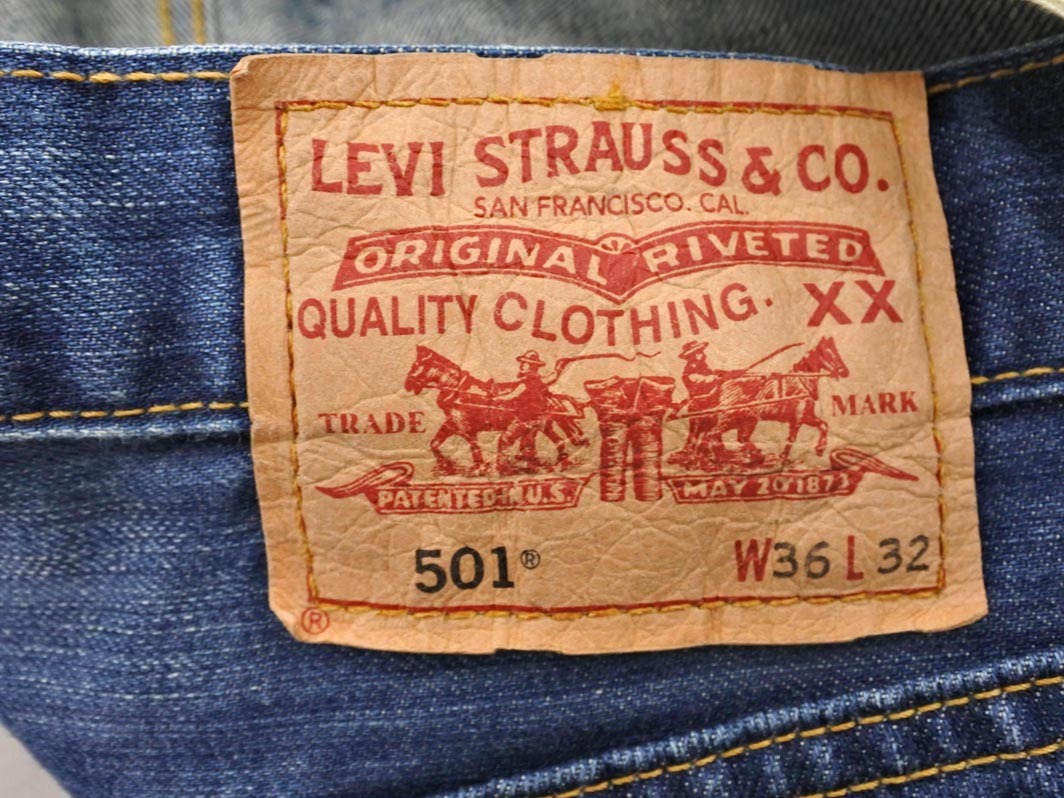 LEVI STRAUSS & CO.
SAN FRANCISCO. CAL.
ORIGINAL RIVETED
QUALITY CLOTHING. XX
TRADE MARK
PATENTED IN U.S. MAY 20 1873
501® W36 L 32
®